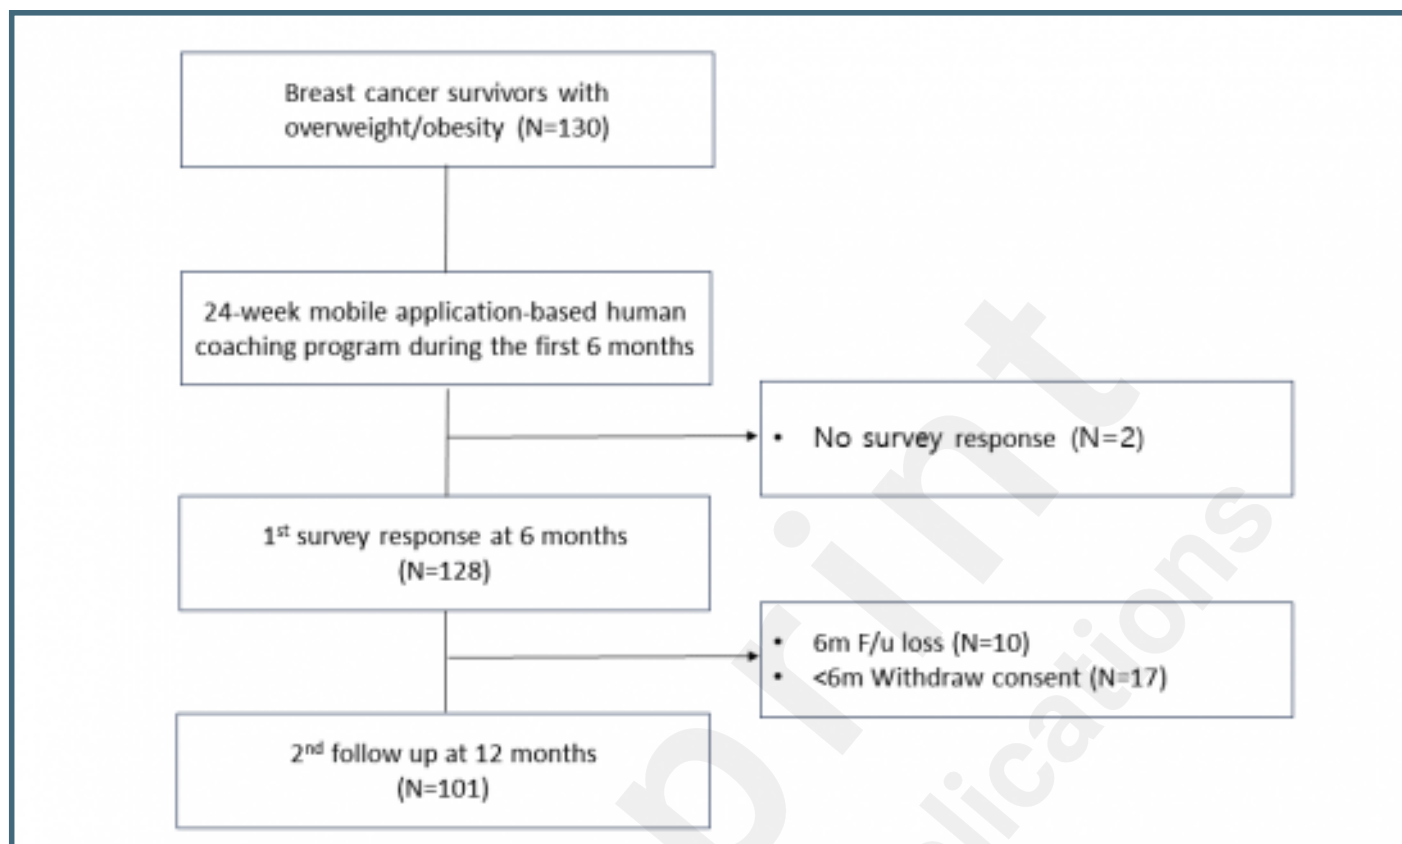 Breast cancer survivors with
overweight/obesity (N=130)
24-week mobile application-based human
coaching program during the first 6 months
• No survey response (N=2)
1st survey response at 6 months
(N=128)
• 6m F/u loss (N=10)
• <6m Withdraw consent (N=17)
2nd follow up at 12 months
(N=101)
print
lications